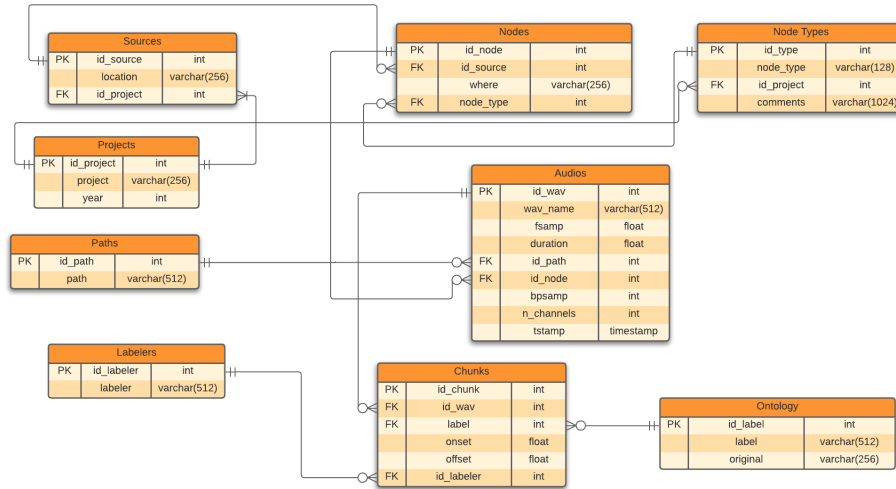 Sources
PK id_source int
location varchar(256)
FK id_project int
Nodes
PK id_node int
FK id_source int
where varchar(256)
FK node_type int
Node Types
PK id_type int
node_type varchar(128)
FK id_project int
comments varchar(1024)
Projects
PK id_project int
project varchar(256)
year int
Audios
PK id_wav int
wav_name varchar(512)
fsamp float
duration float
FK id_path int
FK id_node int
bpsamp int
n_channels int
tstamp timestamp
Paths
PK id_path int
path varchar(512)
Labelers
PK id_labeler int
labeler varchar(512)
Chunks
PK id_chunk int
FK id_wav int
FK label int
onset float
offset float
FK id_labeler int
Ontology
PK id_label int
label varchar(512)
original varchar(256)